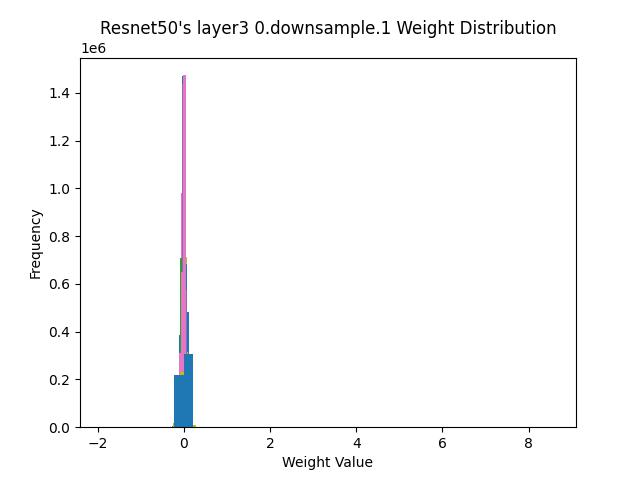 Resnet50's layer3 0.downsample.1 Weight Distribution
1e6
1.4
1.2
1.0
0.8
0.6
0.4
0.2
0.0
Frequency
−2 0 2 4 6 8
Weight Value